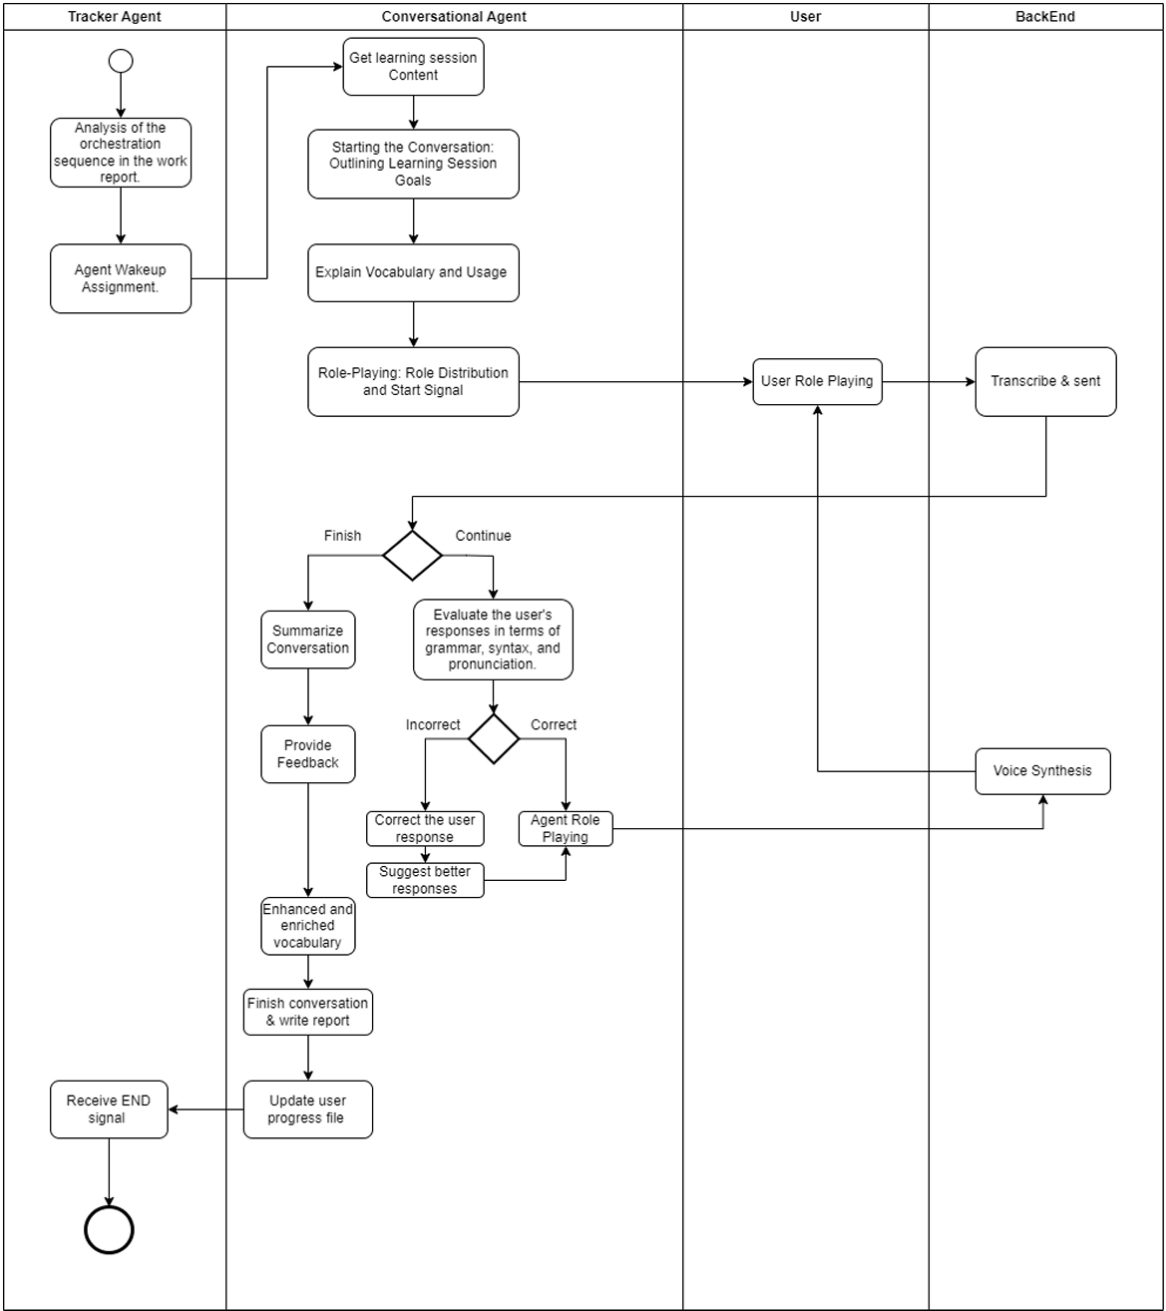 Tracker Agent
Conversational Agent
User
BackEnd
Get learning session
Content
Analysis of the
orchestration
sequence in the work
report.
Starting the Conversation:
Outlining Learning Session
Goals
Agent Wakeup
Assignment.
Explain Vocabulary and Usage
Role-Playing: Role Distribution
and Start Signal
User Role Playing
Transcribe & sent
Finish
Continue
Summarize
Conversation
Evaluate the user's
responses in terms of
grammar, syntax, and
pronunciation.
Incorrect
Correct
Provide
Feedback
Voice Synthesis
Correct the user
response
Agent Role
Playing
Suggest better
responses
Enhanced and
enriched
vocabulary
Finish conversation
& write report
Receive END
signal
Update user
progress file